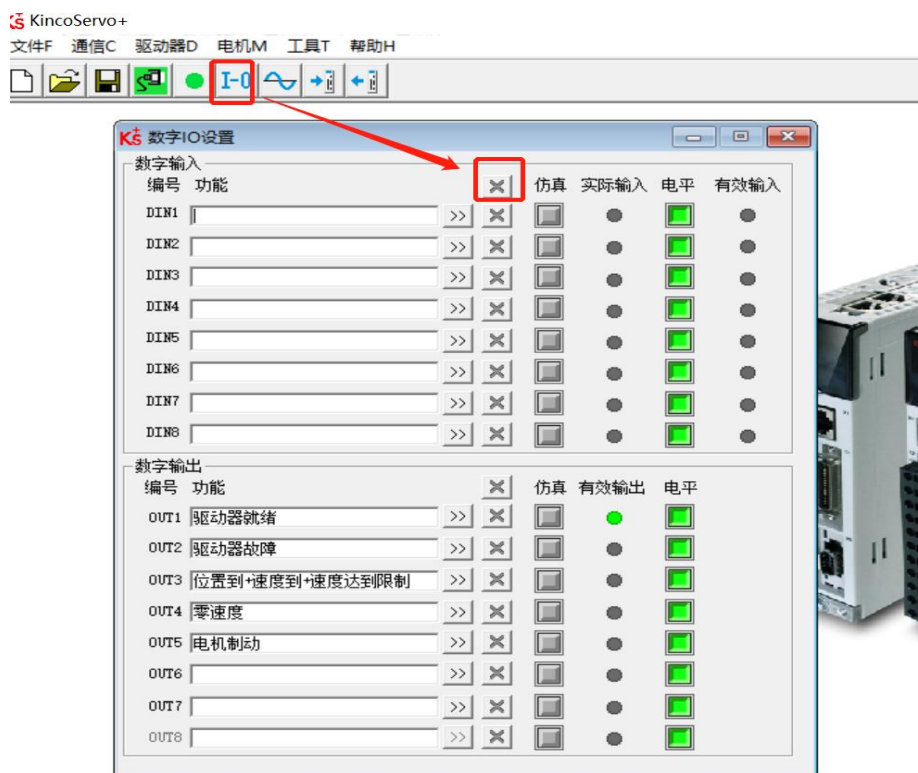 KincoServo+
文件F 通信C 驱动器D 电机M 工具T 帮助H
I-O
数字IO设置
数字输入
编号 功能 仿真 实际输入 电平 有效输入
DIN1 >>
DIN2 >>
DIN3 >>
DIN4 >>
DIN5 >>
DIN6 >>
DIN7 >>
DIN8 >>
数字输出
编号 功能 仿真 有效输出 电平
OUT1 驱动器就绪 >>
OUT2 驱动器故障 >>
OUT3 位置到+速度到+速度达到限制 >>
OUT4 零速度 >>
OUT5 电机制动 >>
OUT6 >>
OUT7 >>
OUT8 >>